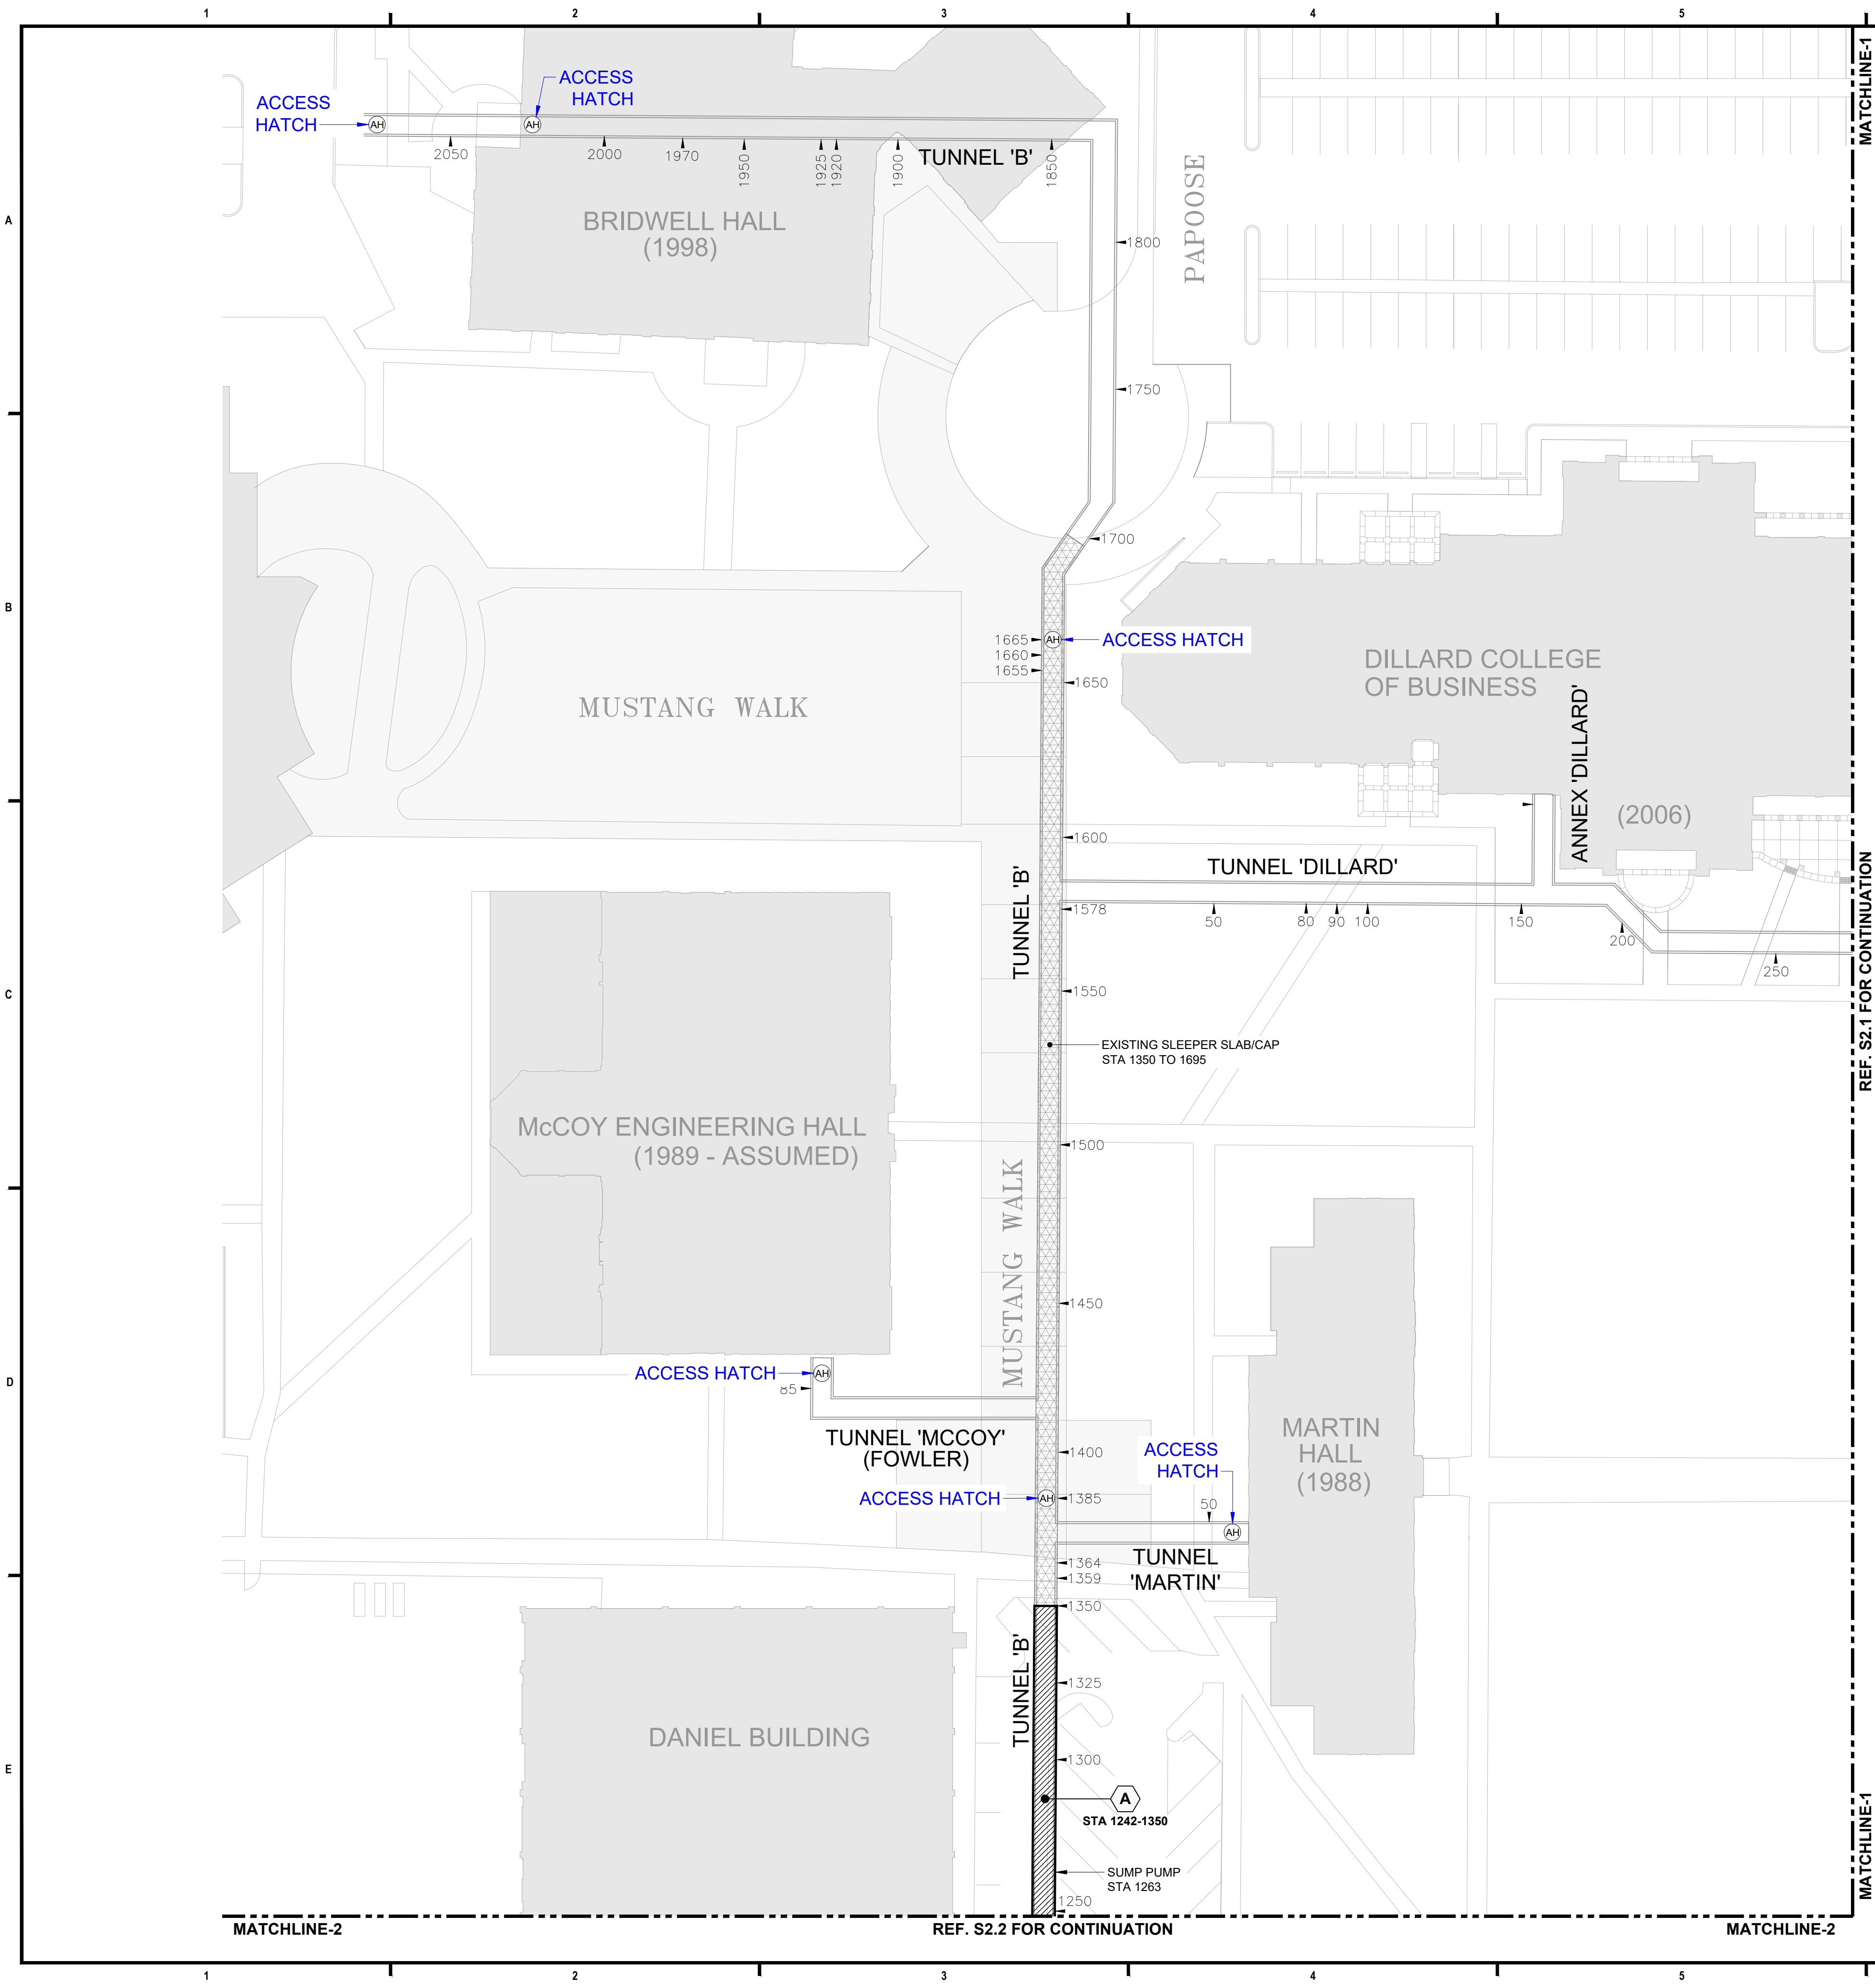 1
2
3
4
5
MATCHLINE-1
ACCESS
HATCH
ACCESS
HATCH
AH
AH
2050
2000
1970
1950
1925
1920
1900
TUNNEL 'B'
1850
PAPOOSE
A
BRIDWELL HALL
(1998)
1800
1750
1700
B
1665
AH
ACCESS HATCH
1660
1655
1650
DILLARD COLLEGE
OF BUSINESS
MUSTANG WALK
ANNEX 'DILLARD'
(2006)
1600
TUNNEL 'B'
TUNNEL 'DILLARD'
1578
50
80
90
100
150
200
250
REF. S2.1 FOR CONTINUATION
C
1550
EXISTING SLEEPER SLAB/CAP
STA 1350 TO 1695
McCOY ENGINEERING HALL
(1989 - ASSUMED)
1500
MUSTANG WALK
1450
D
ACCESS HATCH
AH
85
TUNNEL 'MCCOY'
(FOWLER)
1400
ACCESS
HATCH
MARTIN
HALL
(1988)
ACCESS HATCH
AH
1385
50
AH
TUNNEL
'MARTIN'
1364
1359
1350
TUNNEL 'B'
1325
DANIEL BUILDING
1300
E
A
STA 1242-1350
SUMP PUMP
STA 1263
1250
MATCHLINE-1
MATCHLINE-2
REF. S2.2 FOR CONTINUATION
MATCHLINE-2
1
2
3
4
5